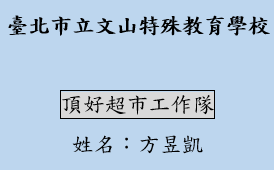 臺北市立文山特殊教育學校
頂好超市工作隊
姓名：方昱凱